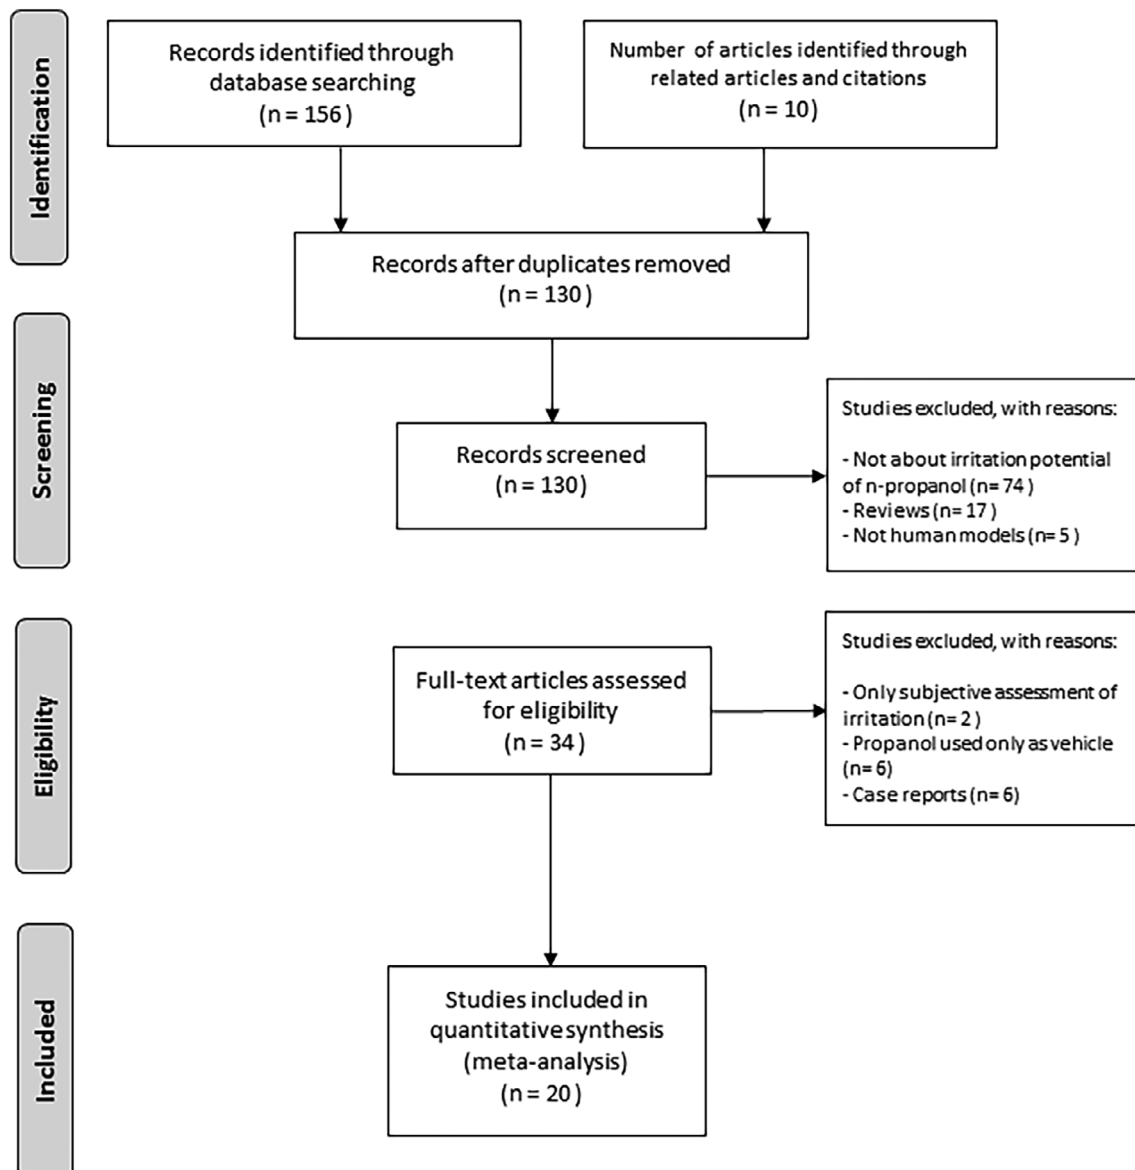 Identification
Records identified through
database searching
(n = 156 )
Number of articles identified through
related articles and citations
(n = 10)
Records after duplicates removed
(n = 130 )
Screening
Records screened
(n = 130 )
Studies excluded, with reasons:
- Not about irritation potential
of n-propanol (n= 74 )
- Reviews (n= 17 )
- Not human models (n= 5 )
Eligibility
Full-text articles assessed
for eligibility
(n = 34 )
Studies excluded, with reasons:
- Only subjective assessment of
irritation (n= 2 )
- Propanol used only as vehicle
(n= 6)
- Case reports (n= 6)
Included
Studies included in
quantitative synthesis
(meta-analysis)
(n = 20 )